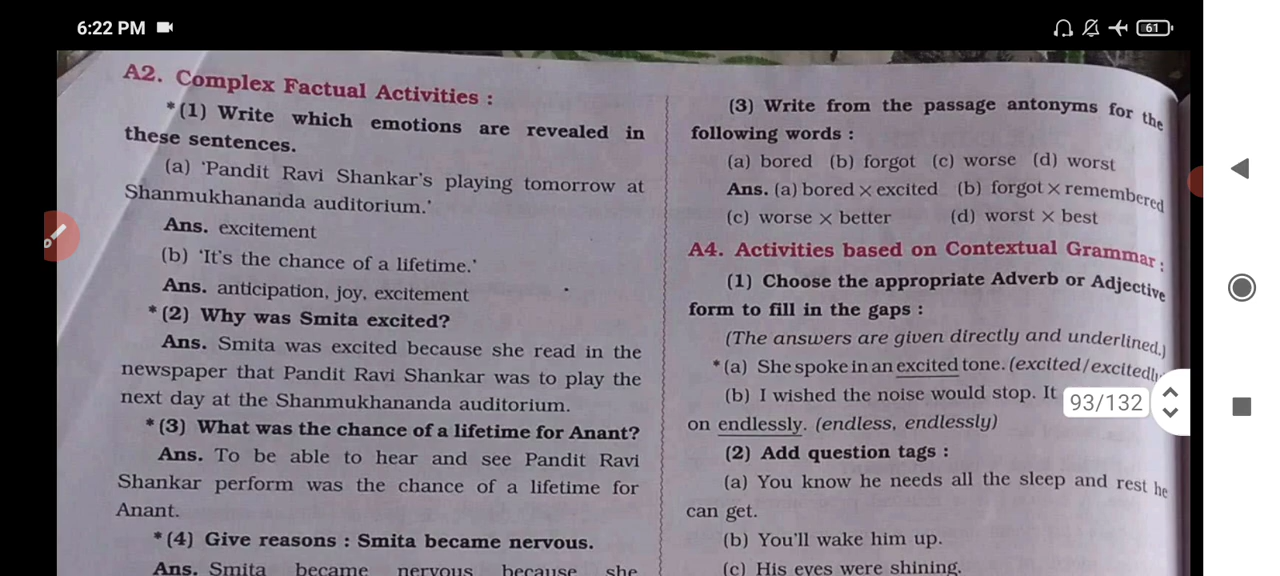 6:22 PM
61
A2. Complex Factual Activities :
*(1) Write which emotions are revealed in
these sentences.
(a) 'Pandit Ravi Shankar's playing tomorrow at
Shanmukhananda auditorium.'
Ans. excitement
(b) 'It's the chance of a lifetime.'
Ans. anticipation, joy, excitement
*(2) Why was Smita excited?
Ans. Smita was excited because she read in the
newspaper that Pandit Ravi Shankar was to play the
next day at the Shanmukhananda auditorium.
*(3) What was the chance of a lifetime for Anant?
Ans. To be able to hear and see Pandit Ravi
Shankar perform was the chance of a lifetime for
Anant.
*(4) Give reasons : Smita became nervous.
Ans. Smita became nervous because she
(3) Write from the passage antonyms for the
following words :
(a) bored (b) forgot (c) worse (d) worst
Ans. (a) bored × excited (b) forgot × remembered
(c) worse × better (d) worst × best
A4. Activities based on Contextual Grammar :
(1) Choose the appropriate Adverb or Adjective
form to fill in the gaps :
(The answers are given directly and underlined.)
*(a) She spoke in an excited tone. (excited/excitedly
(b) I wished the noise would stop. It
93/132
on endlessly. (endless, endlessly)
(2) Add question tags :
(a) You know he needs all the sleep and rest he
can get.
(b) You'll wake him up.
(c) His eyes were shining.